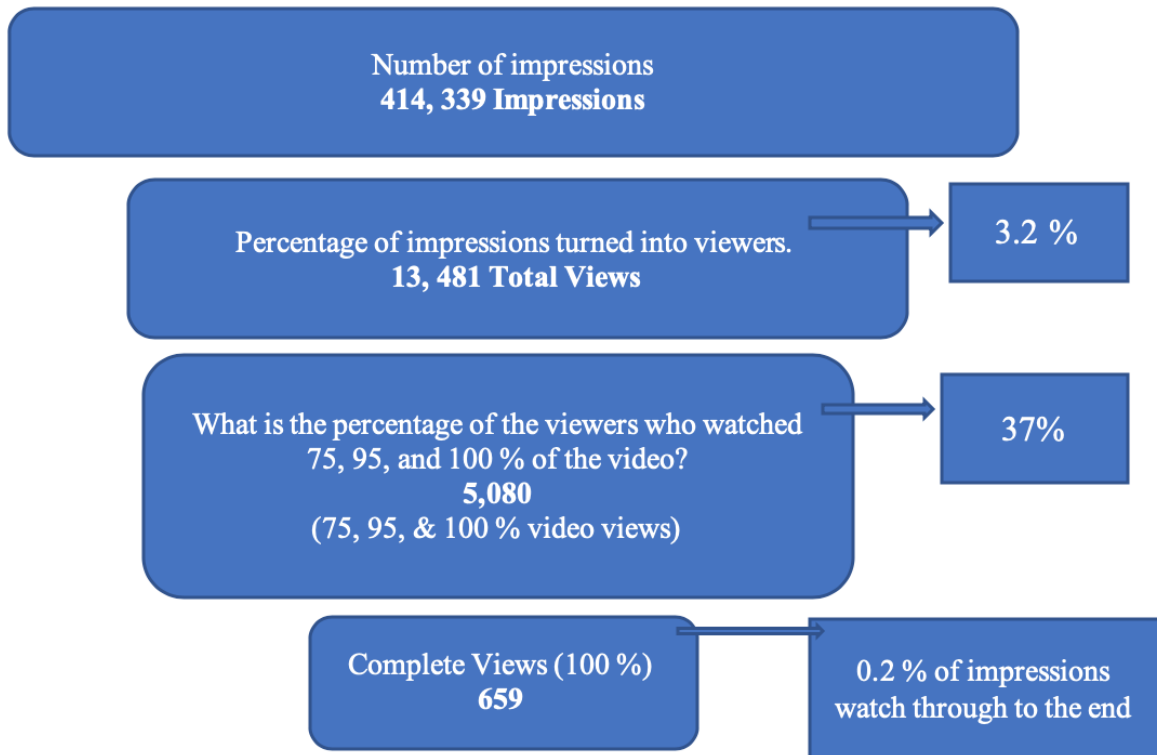 Number of impressions
414, 339 Impressions
Percentage of impressions turned into viewers.
13, 481 Total Views
3.2 %
What is the percentage of the viewers who watched
75, 95, and 100 % of the video?
5,080
(75, 95, & 100 % video views)
37%
Complete Views (100 %)
659
0.2 % of impressions
watch through to the end